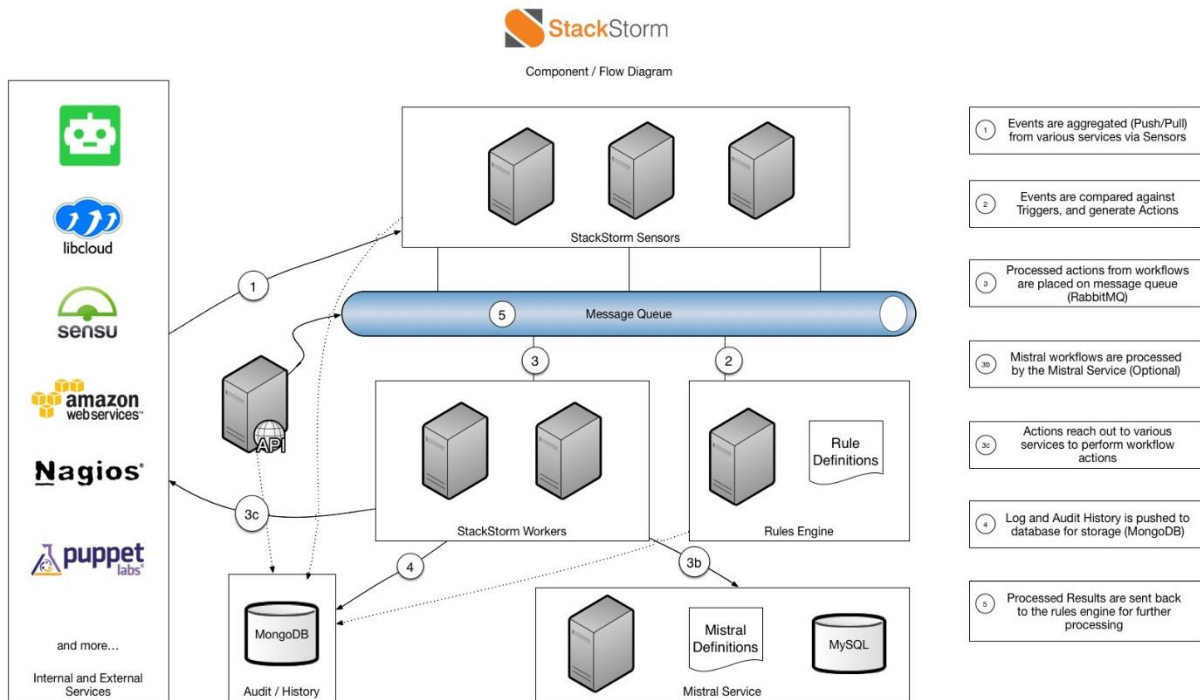 StackStorm
Component / Flow Diagram
libcloud
sensu
amazon
webservices™
Nagios®
puppet
labs®
and more...
Internal and External
Services
1
API
StackStorm Sensors
5
Message Queue
3
2
StackStorm Workers
Rule
Definitions
Rules Engine
3c
4
3b
MongoDB
Audit / History
Mistral
Definitions
MySQL
Mistral Service
1
Events are aggregated (Push/Pull)
from various services via Sensors
2
Events are compared against
Triggers, and generate Actions
3
Processed actions from workflows
are placed on message queue
(RabbitMQ)
3b
Mistral workflows are processed
by the Mistral Service (Optional)
3c
Actions reach out to various
services to perform workflow
actions
4
Log and Audit History is pushed to
database for storage (MongoDB)
5
Processed Results are sent back
to the rules engine for further
processing